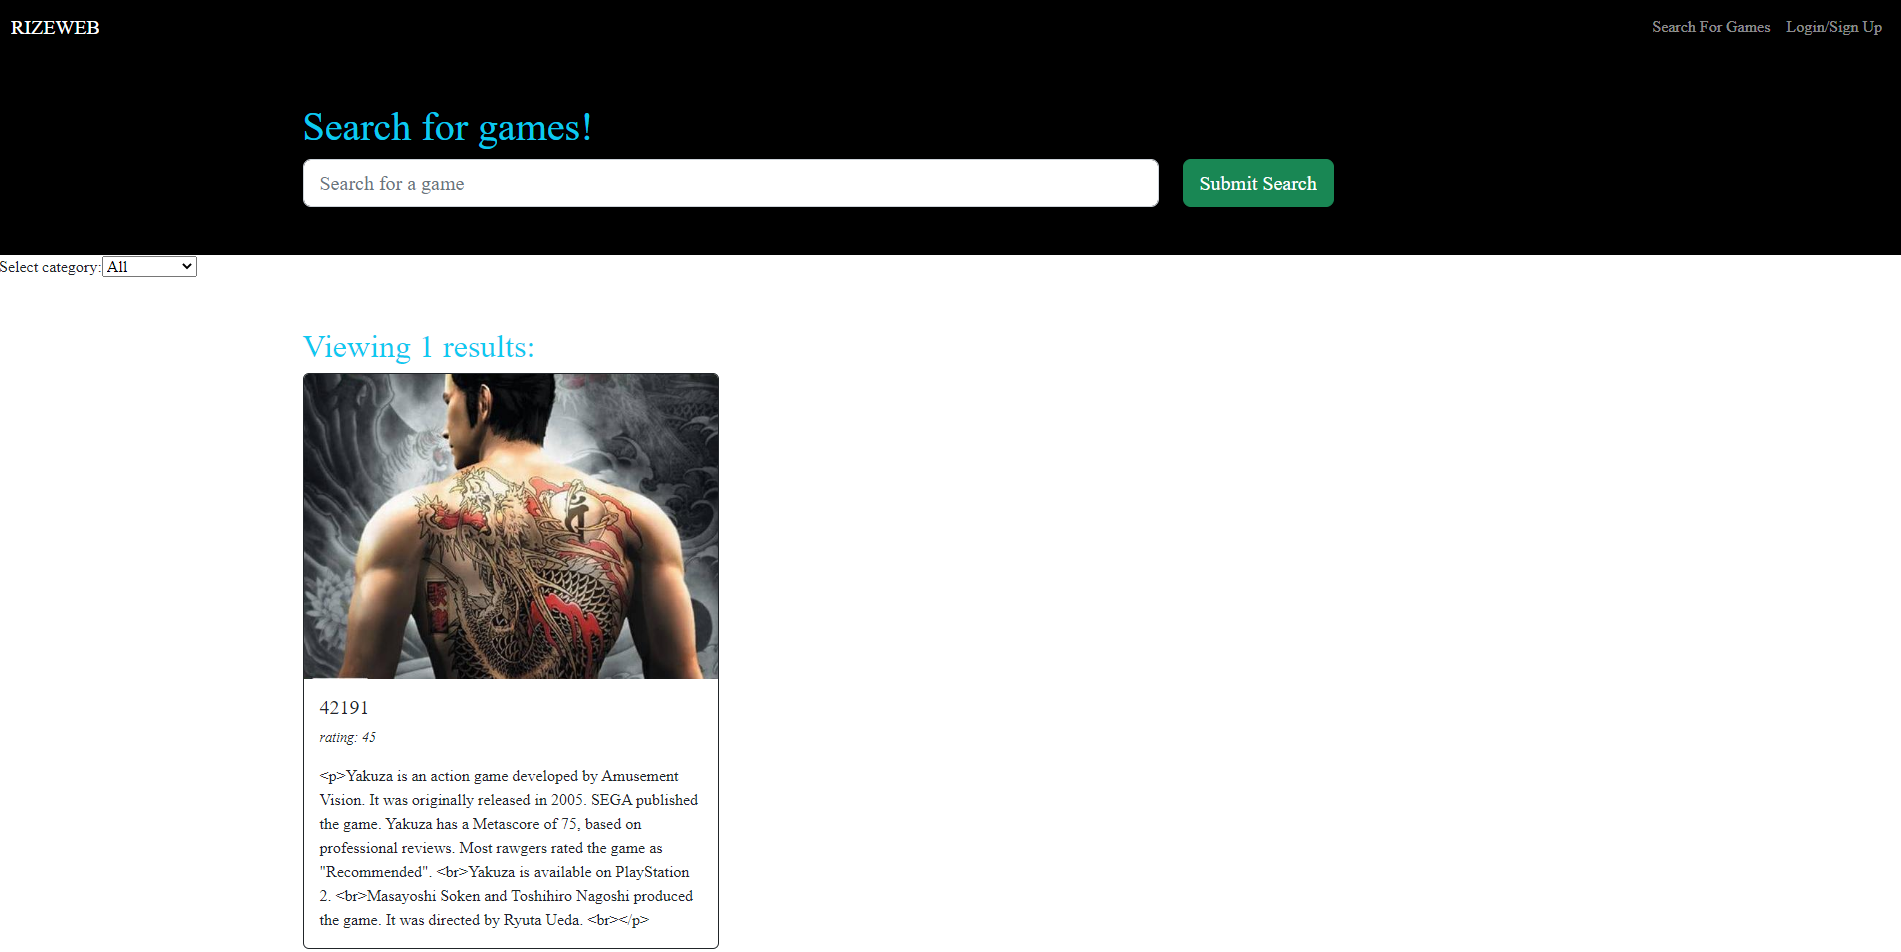 RIZEWEB
Search For Games
Login/Sign Up
Search for games!
Search for a game
Submit Search
Select category:
All
Viewing 1 results:
42191
rating: 45
<p>Yakuza is an action game developed by Amusement
Vision. It was originally released in 2005. SEGA published
the game. Yakuza has a Metascore of 75, based on
professional reviews. Most rawgers rated the game as
"Recommended". <br>Yakuza is available on PlayStation
2. <br>Masayoshi Soken and Toshihiro Nagoshi produced
the game. It was directed by Ryuta Ueda. <br></p>